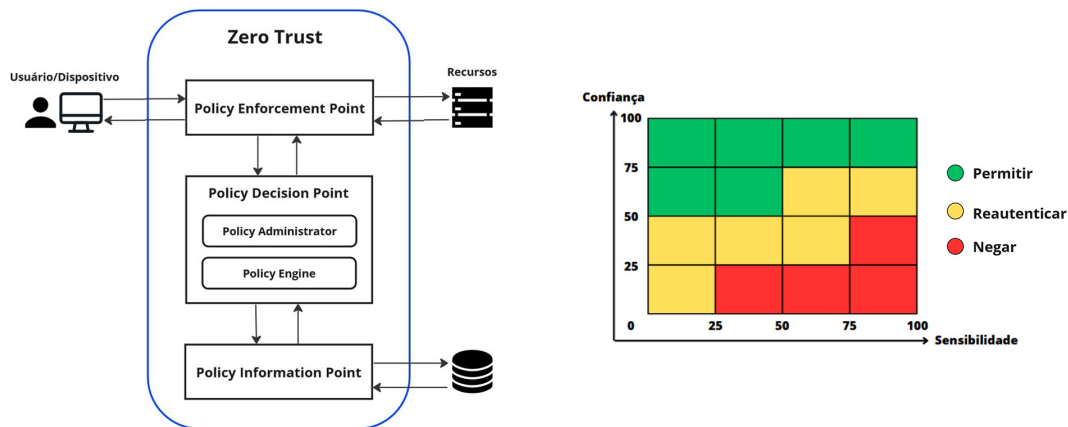 Zero Trust
Usuário/Dispositivo
Policy Enforcement Point
Recursos
Policy Decision Point
Policy Administrator
Policy Engine
Policy Information Point
Confiança
100
75
50
25
0
25
50
75
100
Sensibilidade
Permitir
Reautenticar
Negar